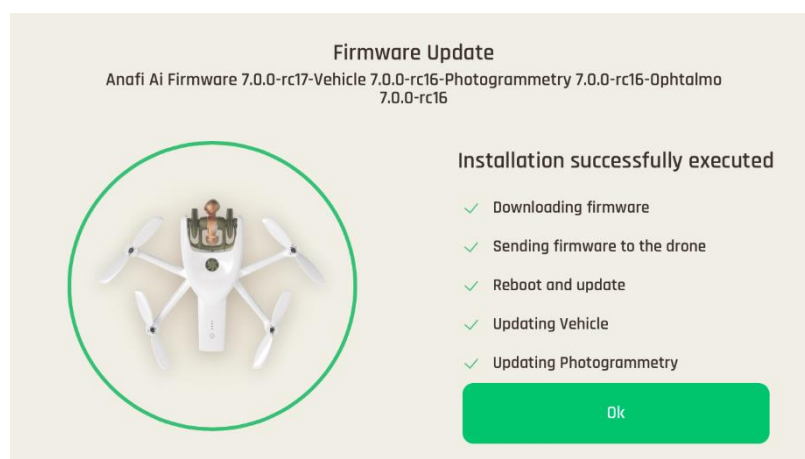 Firmware Update
Anafi Ai Firmware 7.0.0-rc17-Vehicle 7.0.0-rc16-Photogrammetry 7.0.0-rc16-Ophtalmo
7.0.0-rc16
Installation successfully executed
Downloading firmware
Sending firmware to the drone
Reboot and update
Updating Vehicle
Updating Photogrammetry
Ok